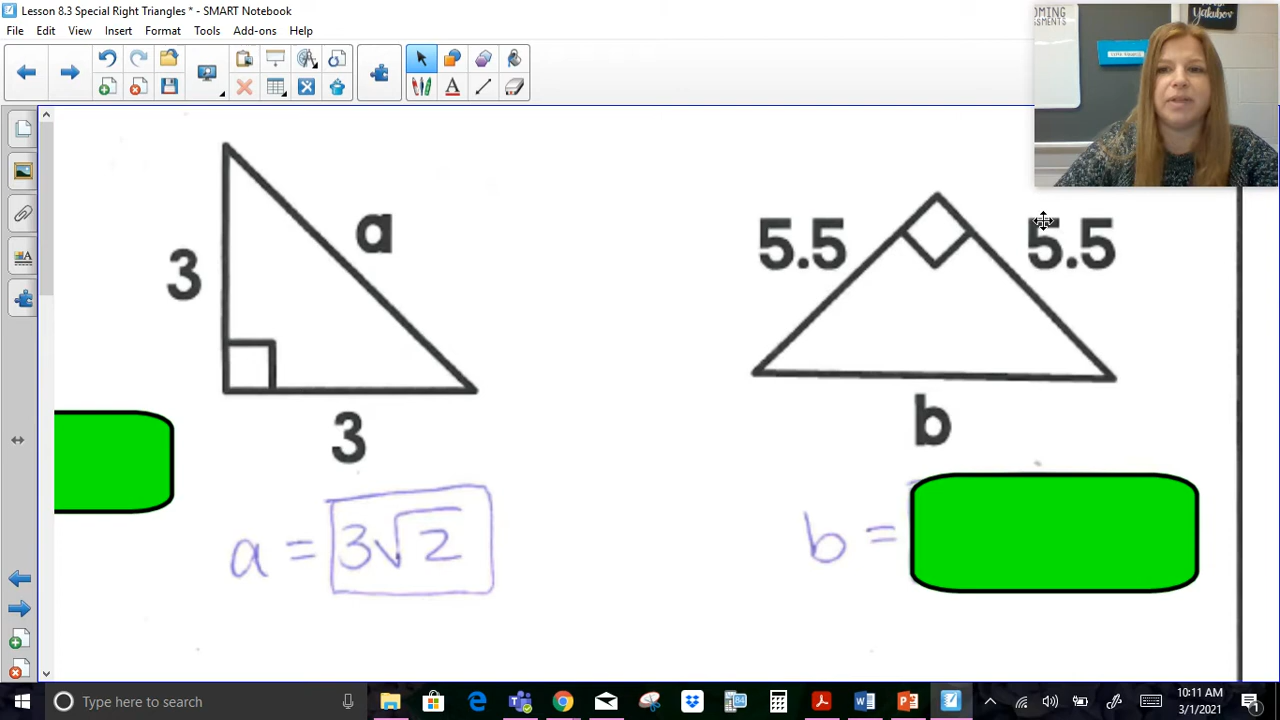 Lesson 8.3 Special Right Triangles * - SMART Notebook
File Edit View Insert Format Tools Add-ons Help
a
3
3
a = 3√2
5.5
5.5
b
b =
Type here to search
10:11 AM
3/1/2021